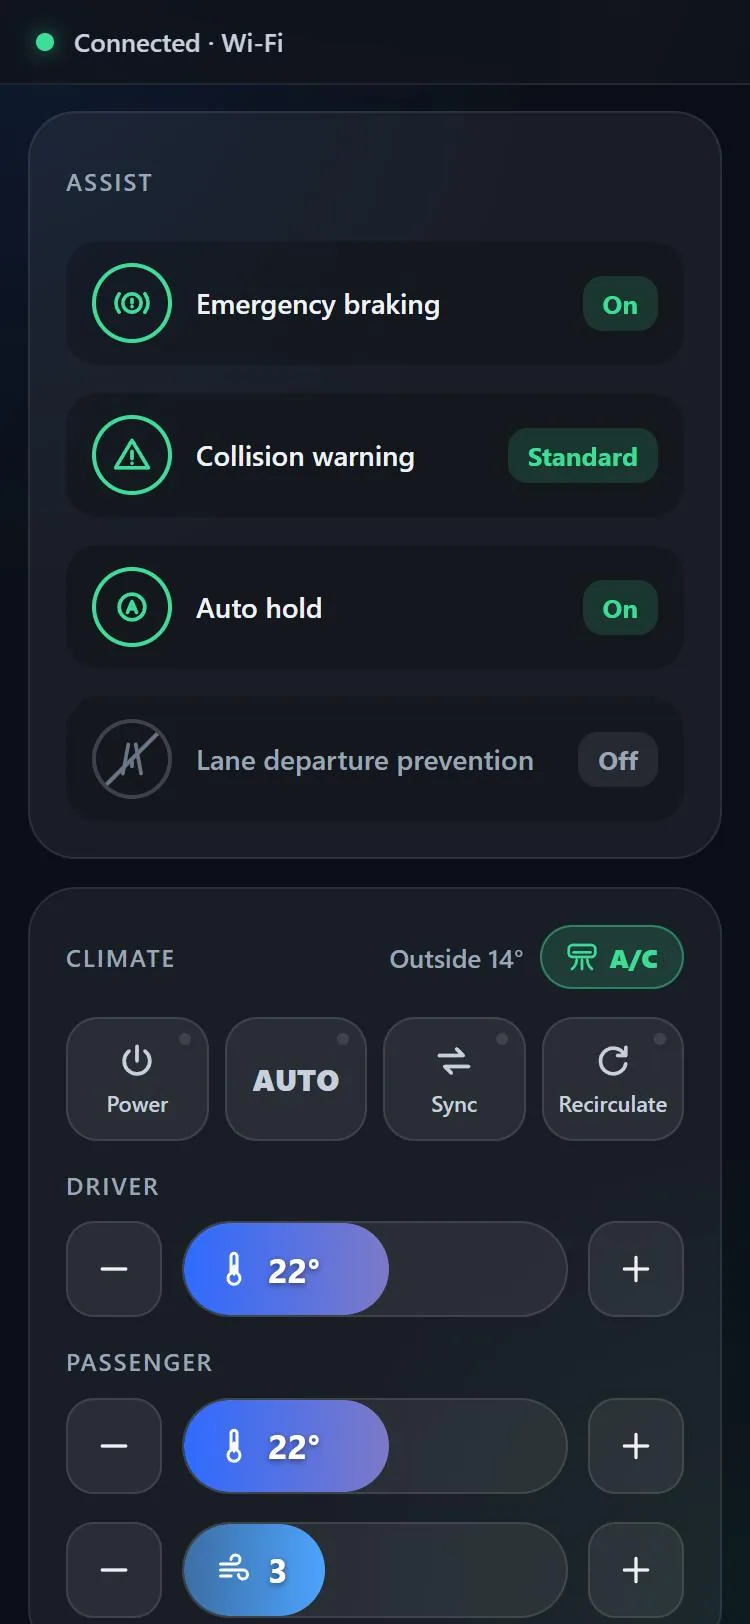 Connected · Wi-Fi
ASSIST
Emergency braking On
Collision warning Standard
Auto hold On
Lane departure prevention Off
CLIMATE Outside 14° A/C
Power AUTO Sync Recirculate
DRIVER
22°
PASSENGER
22°
3